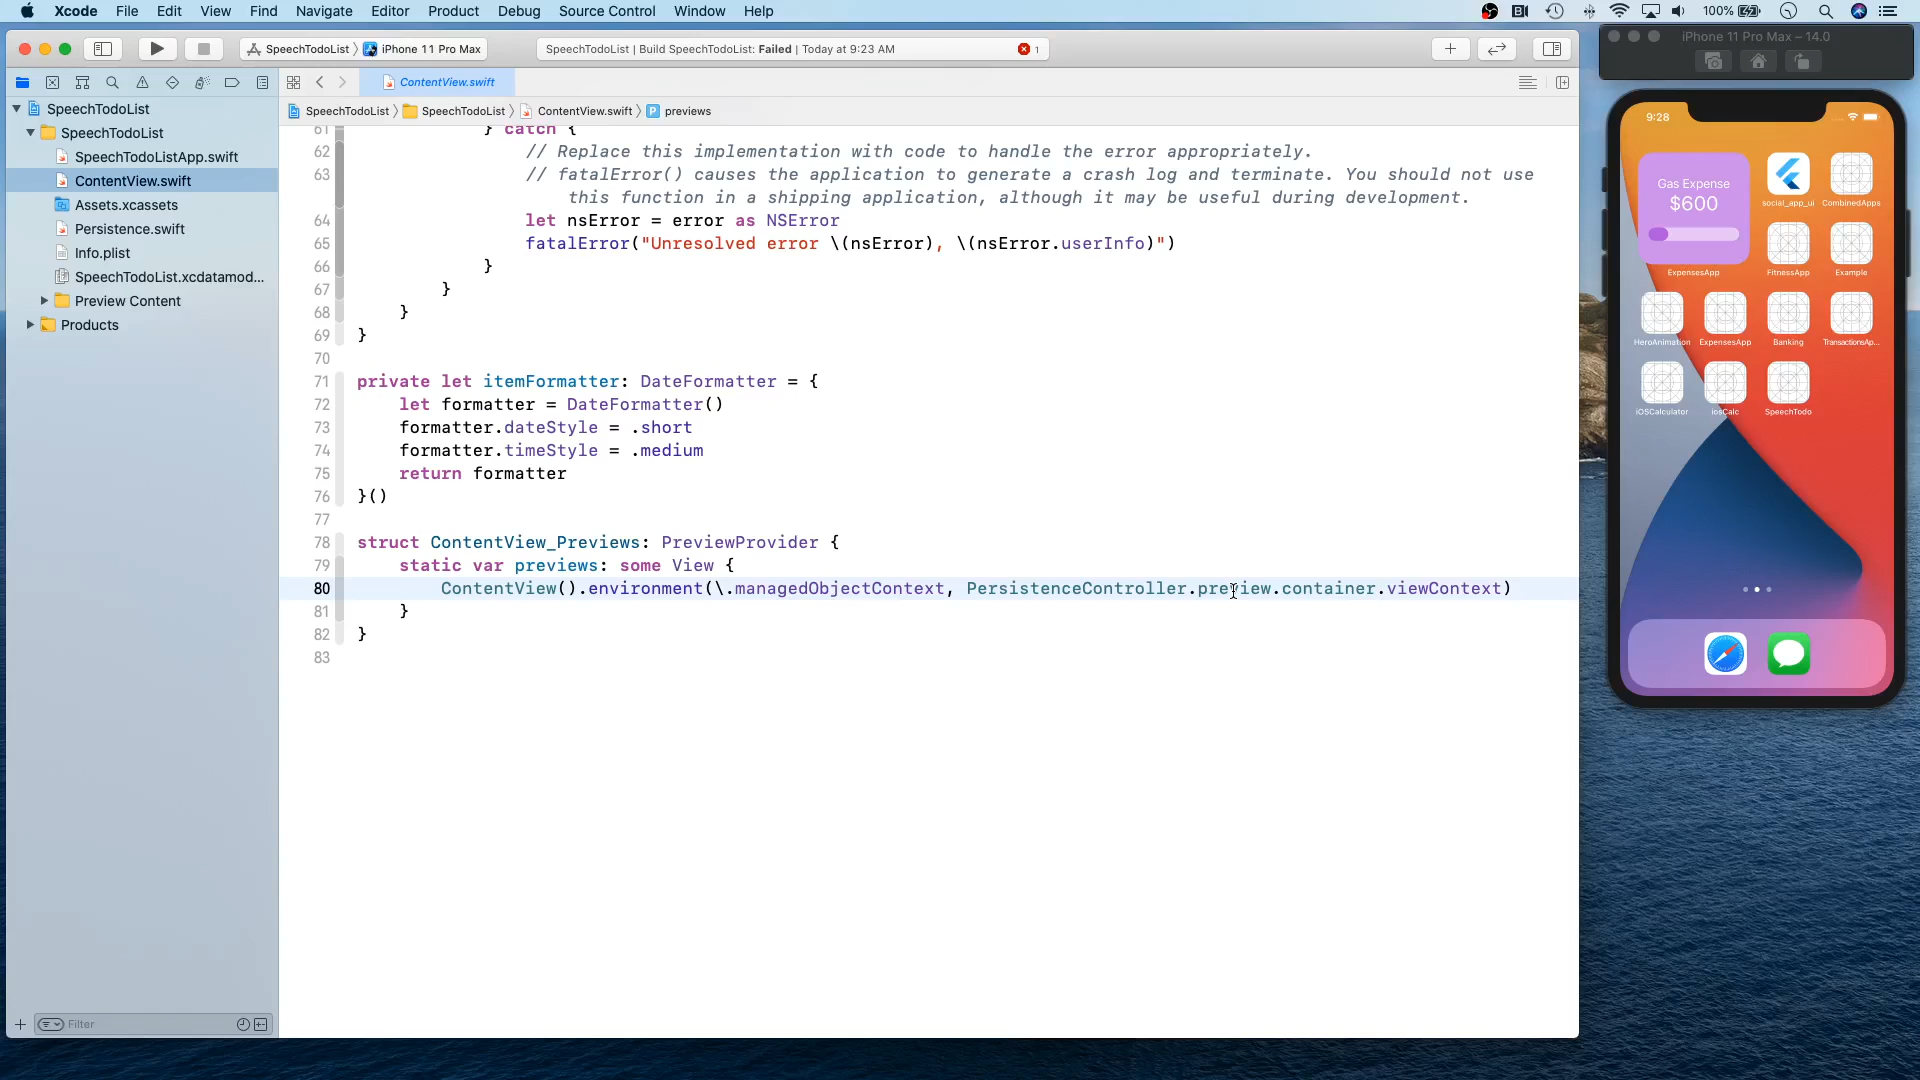 Xcode File Edit View Find Navigate Editor Product Debug Source Control Window Help
100%
SpeechTodoList iPhone 11 Pro Max
SpeechTodoList | Build SpeechTodoList: Failed | Today at 9:23 AM
1
iPhone 11 Pro Max – 14.0
ContentView.swift
SpeechTodoList SpeechTodoList ContentView.swift P previews
SpeechTodoList
SpeechTodoList
SpeechTodoListApp.swift
ContentView.swift
Assets.xcassets
Persistence.swift
Info.plist
SpeechTodoList.xcdatamod...
Preview Content
Products
Filter
61 } catch {
62 // Replace this implementation with code to handle the error appropriately.
63 // fatalError() causes the application to generate a crash log and terminate. You should not use
this function in a shipping application, although it may be useful during development.
64 let nsError = error as NSError
65 fatalError("Unresolved error \(nsError), \(nsError.userInfo)")
66 }
67 }
68 }
69 }
70
71 private let itemFormatter: DateFormatter = {
72 let formatter = DateFormatter()
73 formatter.dateStyle = .short
74 formatter.timeStyle = .medium
75 return formatter
76 }()
77
78 struct ContentView_Previews: PreviewProvider {
79 static var previews: some View {
80 ContentView().environment(\.managedObjectContext, PersistenceController.preview.container.viewContext)
81 }
82 }
83
9:28
Gas Expense
$600
ExpensesApp
social_app_ui CombinedApps
FitnessApp Example
HeroAnimation ExpensesApp Banking TransactionsAp...
iOSCalculator iosCalc SpeechTodo